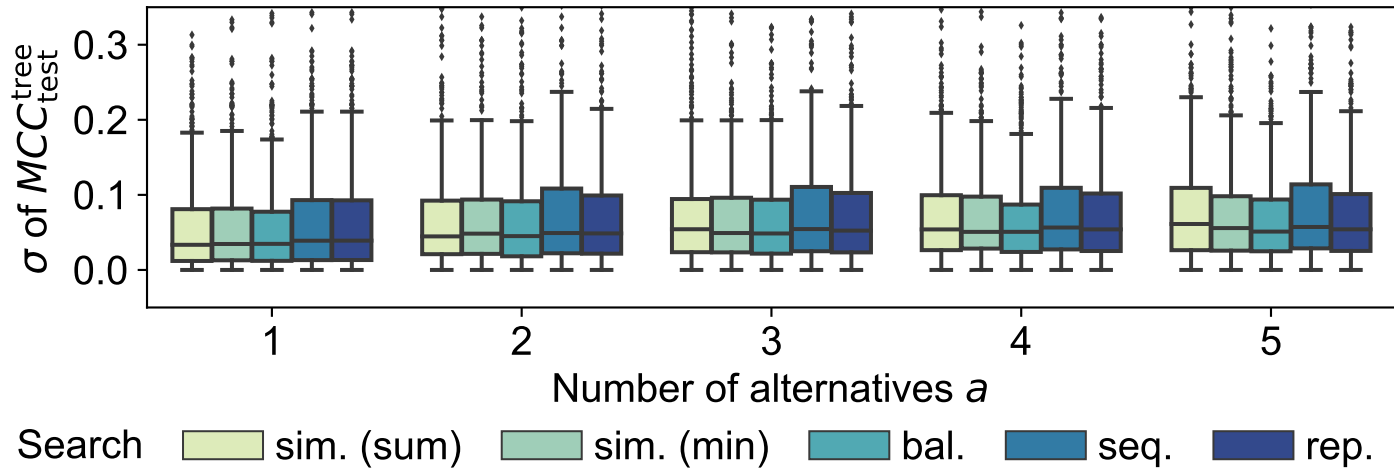 σ of MCC^tree_test
0.3
0.2
0.1
0.0
1 2 3 4 5
Number of alternatives a
Search sim. (sum) sim. (min) bal. seq. rep.